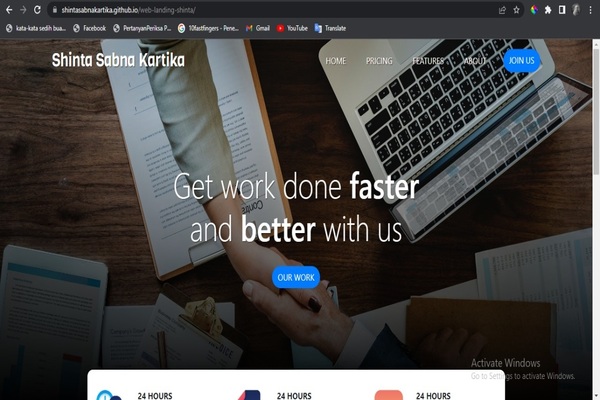 shintasabnakartika.github.io/web-landing-shinta/
kata-kata sedih bua... Facebook PertanyanPeriksa P... 10fastfingers - Pene... Gmail YouTube Translate
Shinta Sabna Kartika
HOME PRICING FEATURES ABOUT JOIN US
Get work done faster
and better with us
OUR WORK
Activate Windows
Go to Settings to activate Windows.
24 HOURS 24 HOURS 24 HOURS